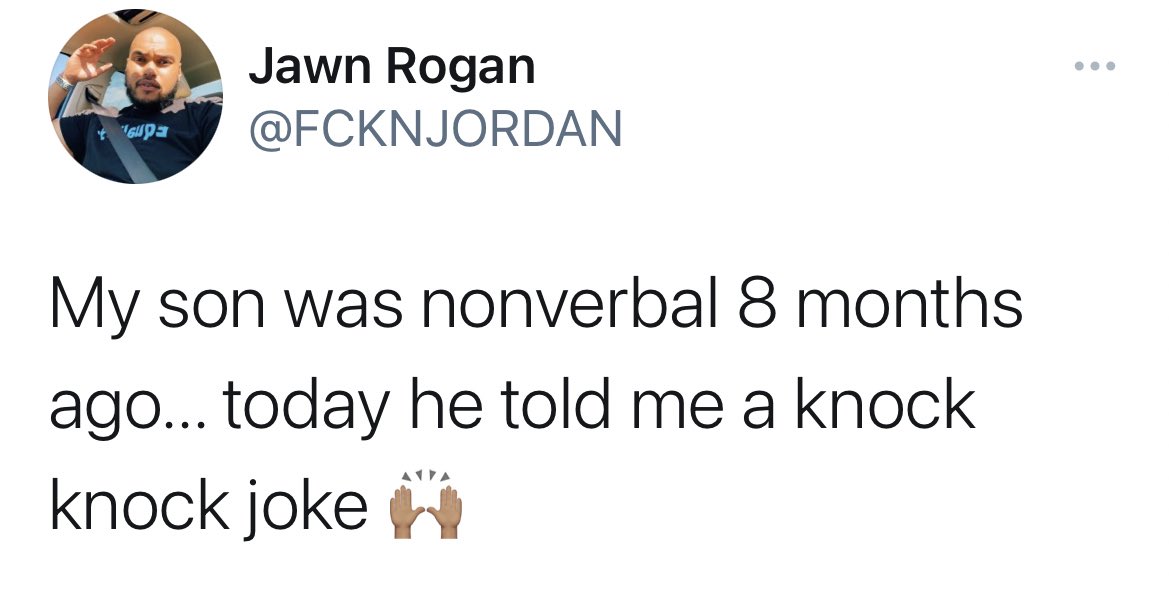 Jawn Rogan
@FCKNJORDAN
My son was nonverbal 8 months
ago... today he told me a knock
knock joke 🙌🏽